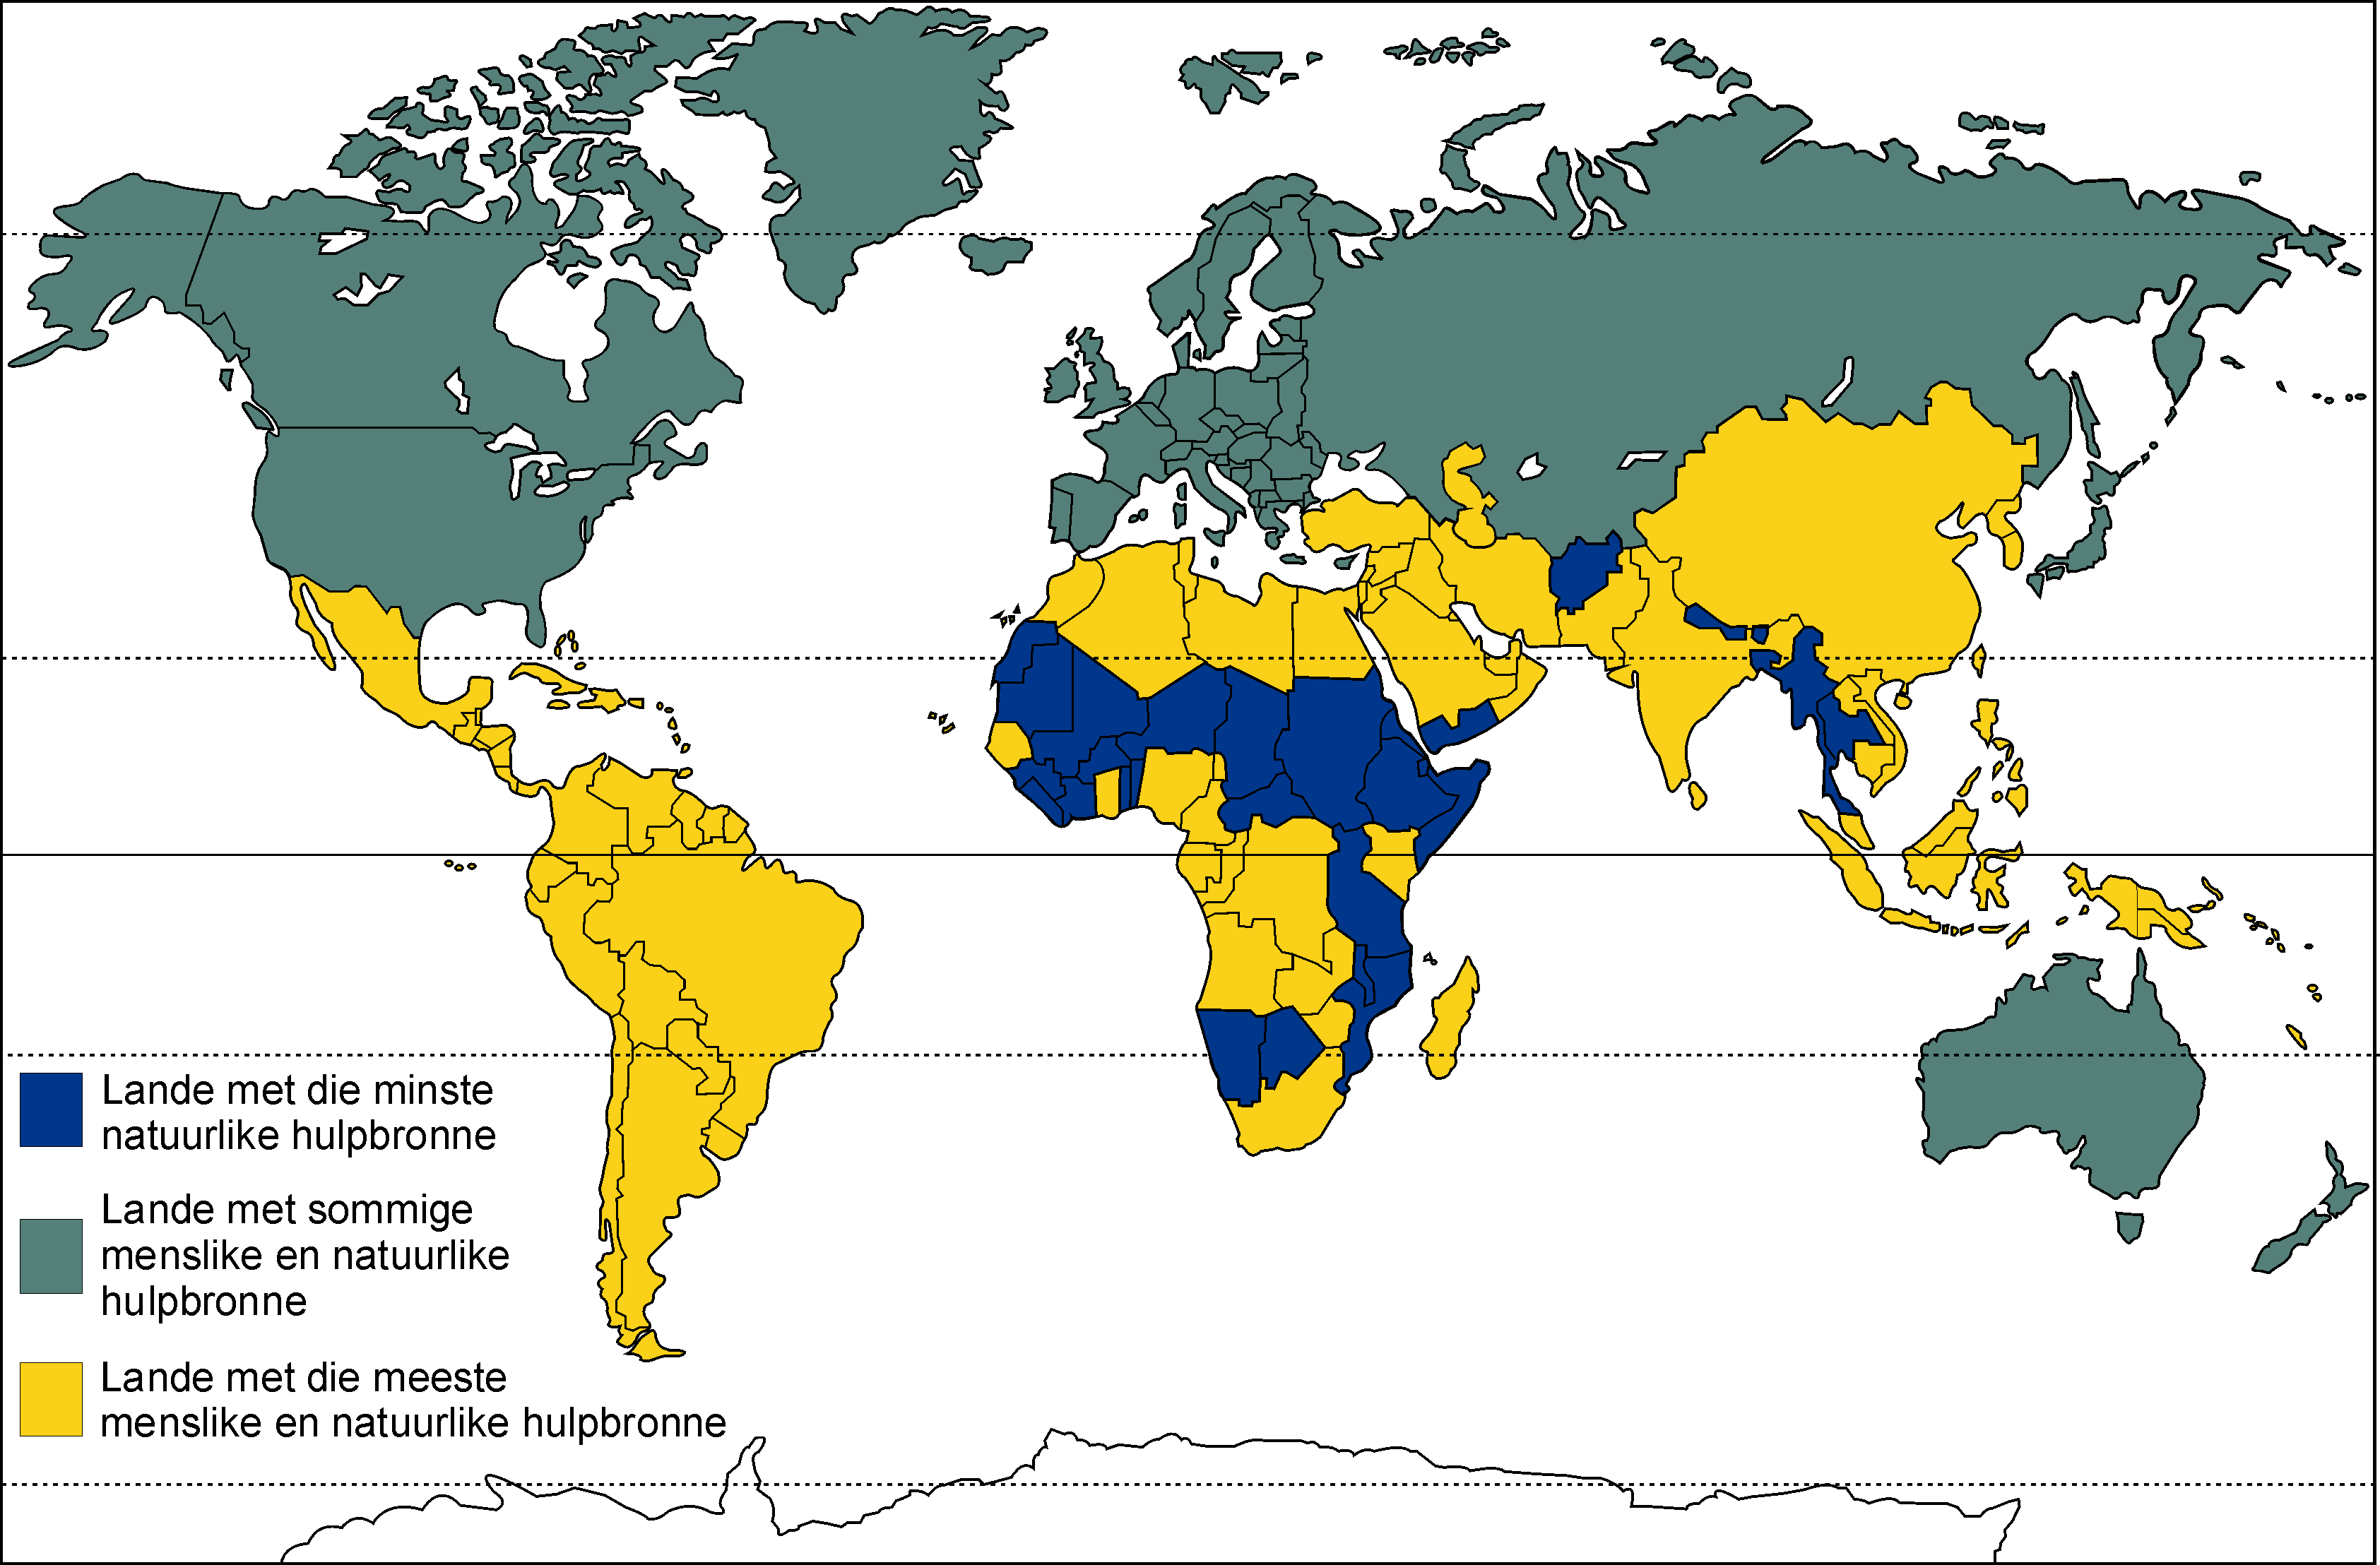 Lande met die minste
natuurlike hulpbronne
Lande met sommige
menslike en natuurlike
hulpbronne
Lande met die meeste
menslike en natuurlike hulpbronne